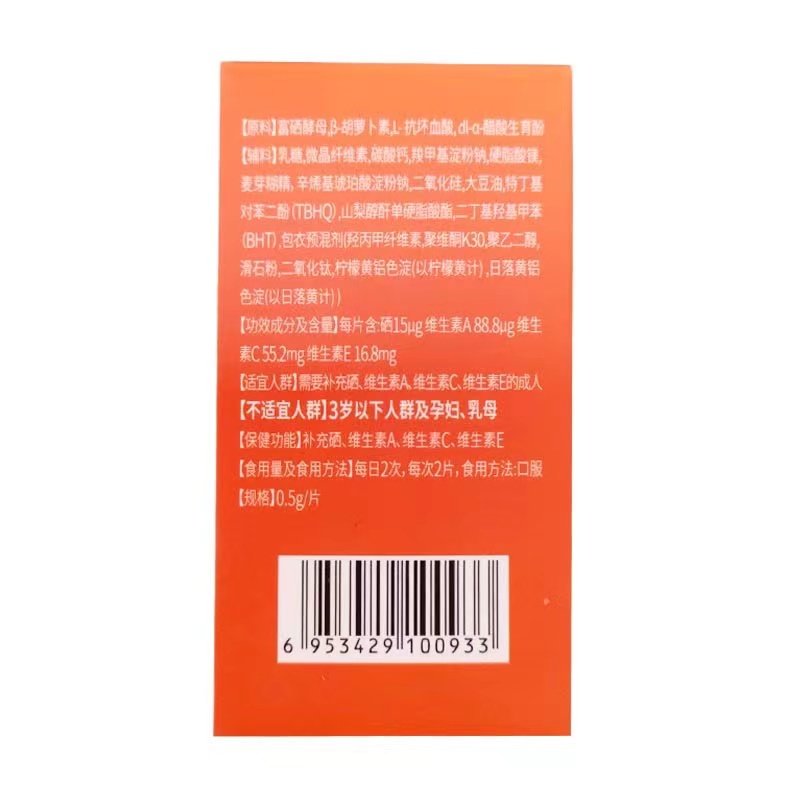 【原料】富硒酵母,β-胡萝卜素,L-抗坏血酸,dl-α-醋酸生育酚
【辅料】乳糖,微晶纤维素,碳酸钙,羧甲基淀粉钠,硬脂酸镁,
麦芽糊精,辛烯基琥珀酸淀粉钠,二氧化硅,大豆油,特丁基
对苯二酚(TBHQ),山梨醇酐单硬脂酸酯,二丁基羟基甲苯
(BHT),包衣预混剂(羟丙甲纤维素,聚维酮K30,聚乙二醇,
滑石粉,二氧化钛,柠檬黄铝色淀(以柠檬黄计),日落黄铝
色淀(以日落黄计))
【功效成分及含量】每片含:硒15μg 维生素A 88.8μg 维生
素C 55.2mg 维生素E 16.8mg
【适宜人群】需要补充硒、维生素A、维生素C、维生素E的成人
【不适宜人群】3岁以下人群及孕妇、乳母
【保健功能】补充硒、维生素A、维生素C、维生素E
【食用量及食用方法】每日2次,每次2片,食用方法:口服
【规格】0.5g/片
6 953429 100933